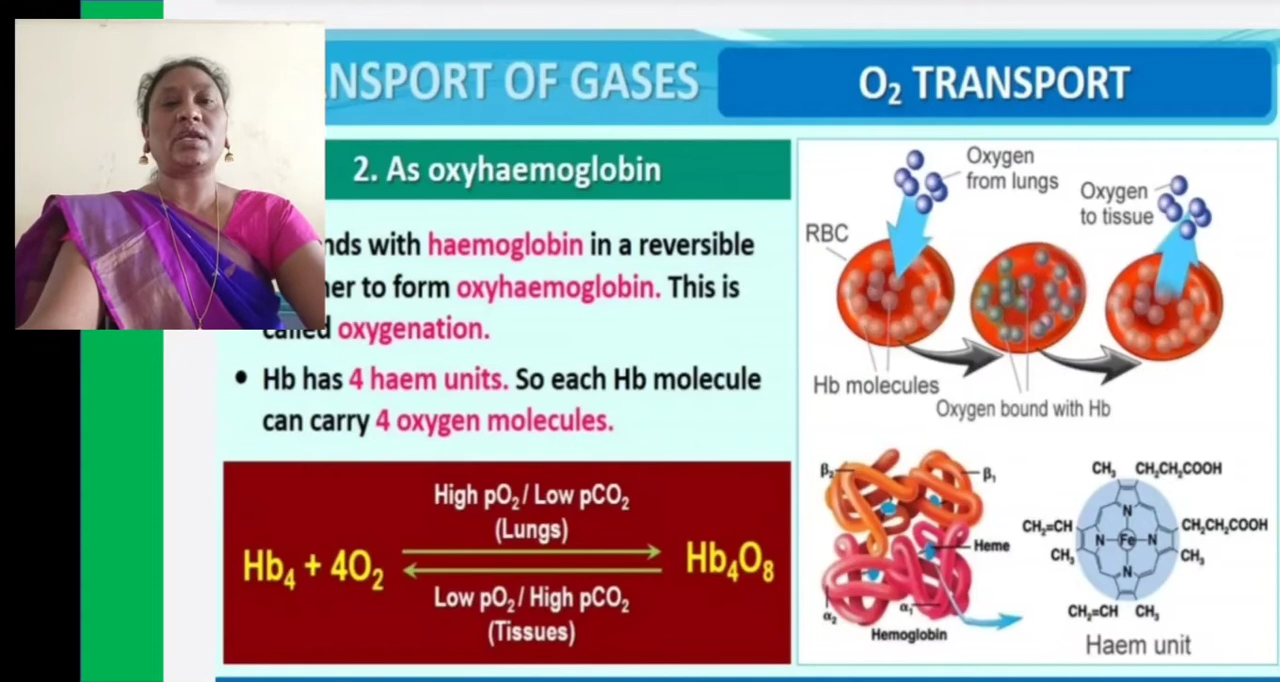 NSPORT OF GASES
O₂ TRANSPORT
2. As oxyhaemoglobin
nds with haemoglobin in a reversible
er to form oxyhaemoglobin. This is
called oxygenation.
• Hb has 4 haem units. So each Hb molecule
can carry 4 oxygen molecules.
High pO₂/ Low pCO₂
(Lungs)
Hb₄ + 4O₂
Hb₄O₈
Low pO₂/ High pCO₂
(Tissues)
Oxygen
from lungs
Oxygen
to tissue
RBC
Hb molecules
Oxygen bound with Hb
β₂
β₁
Heme
α₂
α₁
Hemoglobin
CH₃ CH₂CH₂COOH
CH₂=CH
CH₂CH₂COOH
N
N Fe N
N
CH₃
CH₃
CH₂=CH CH₃
Haem unit